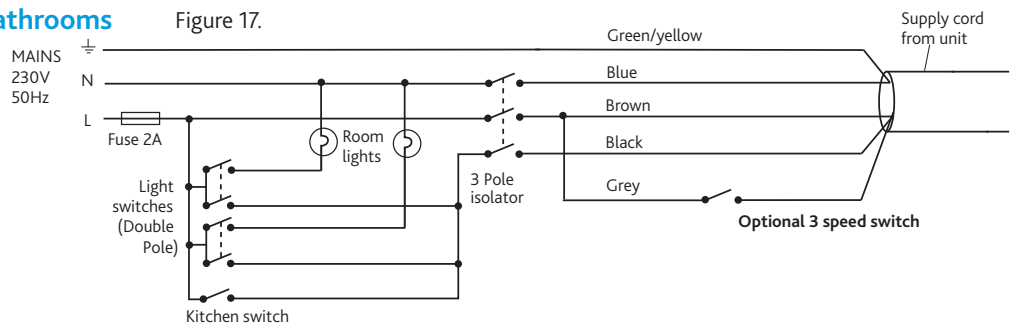 athrooms
Figure 17.
Supply cord
from unit
MAINS
230V
50Hz
Green/yellow
N
Blue
L
Brown
Fuse 2A
Room
lights
Black
3 Pole
isolator
Light
switches
(Double
Pole)
Grey
Optional 3 speed switch
Kitchen switch